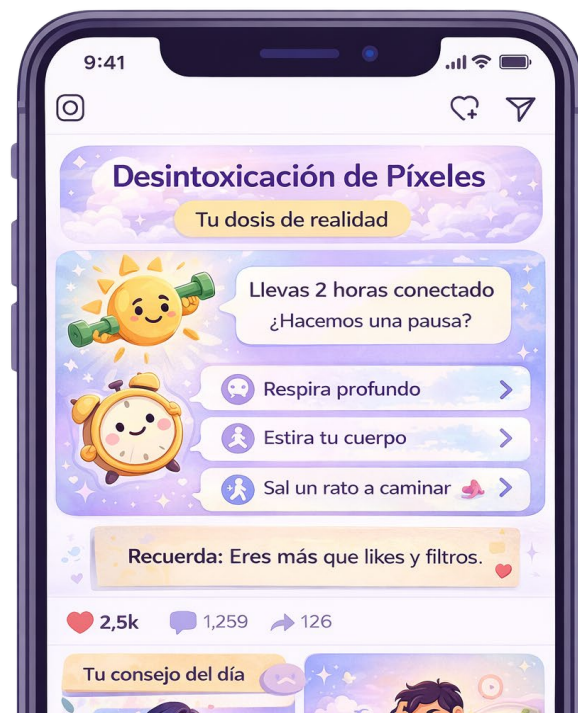 9:41
Desintoxicación de Píxeles
Tu dosis de realidad
Llevas 2 horas conectado
¿Hacemos una pausa?
Respira profundo
Estira tu cuerpo
Sal un rato a caminar
Recuerda: Eres más que likes y filtros.
2,5k 1,259 126
Tu consejo del día